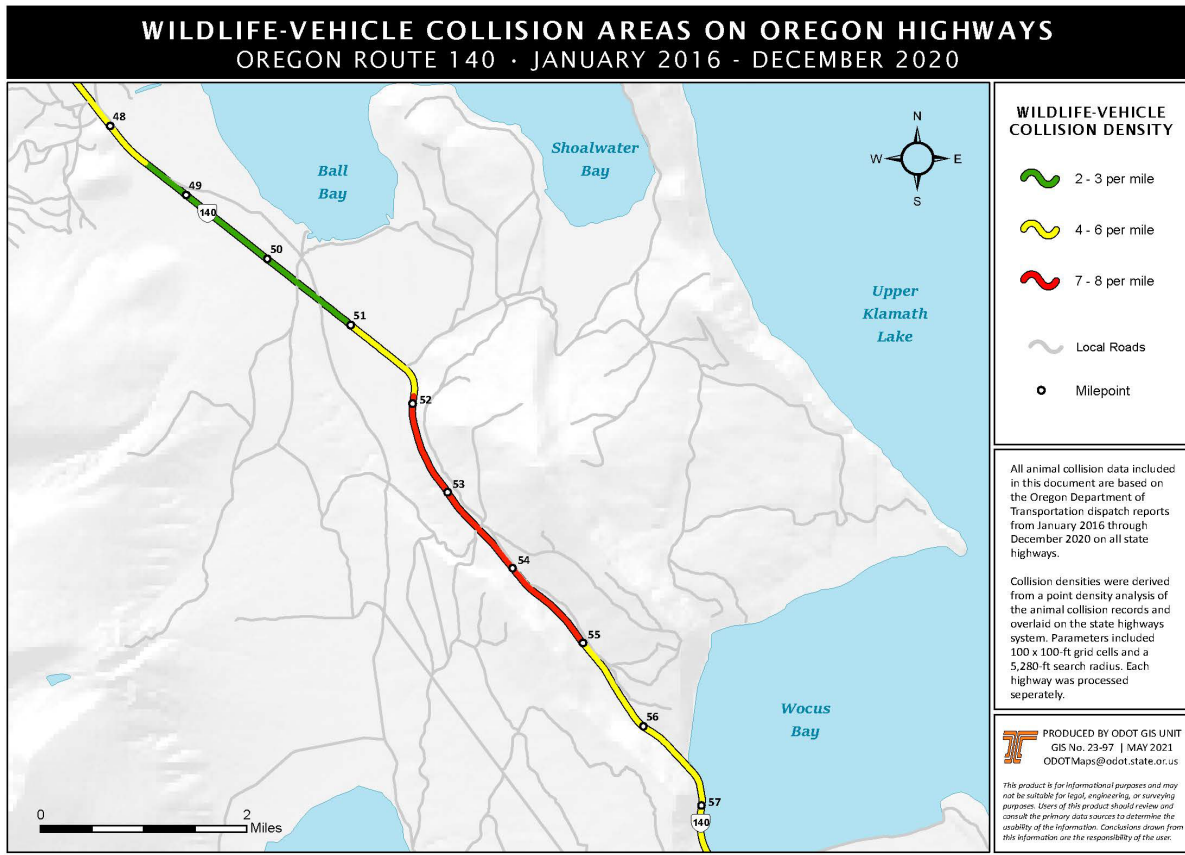 WILDLIFE-VEHICLE COLLISION AREAS ON OREGON HIGHWAYS
OREGON ROUTE 140 • JANUARY 2016 - DECEMBER 2020
48
49
140
50
51
52
53
54
55
56
57
140
Ball
Bay
Shoalwater
Bay
Upper
Klamath
Lake
Wocus
Bay
N
W
E
S
0
2
Miles
WILDLIFE-VEHICLE
COLLISION DENSITY
2 - 3 per mile
4 - 6 per mile
7 - 8 per mile
Local Roads
Milepoint
All animal collision data included
in this document are based on
the Oregon Department of
Transportation dispatch reports
from January 2016 through
December 2020 on all state
highways.
Collision densities were derived
from a point density analysis of
the animal collision records and
overlaid on the state highways
system. Parameters included
100 x 100-ft grid cells and a
5,280-ft search radius. Each
highway was processed
seperately.
PRODUCED BY ODOT GIS UNIT
GIS No. 23-97 | MAY 2021
ODOTMaps@odot.state.or.us
This product is for informational purposes and may
not be suitable for legal, engineering, or surveying
purposes. Users of this product should review and
consult the primary data sources to determine the
usability of the information. Conclusions drawn from
this information are the responsibility of the user.